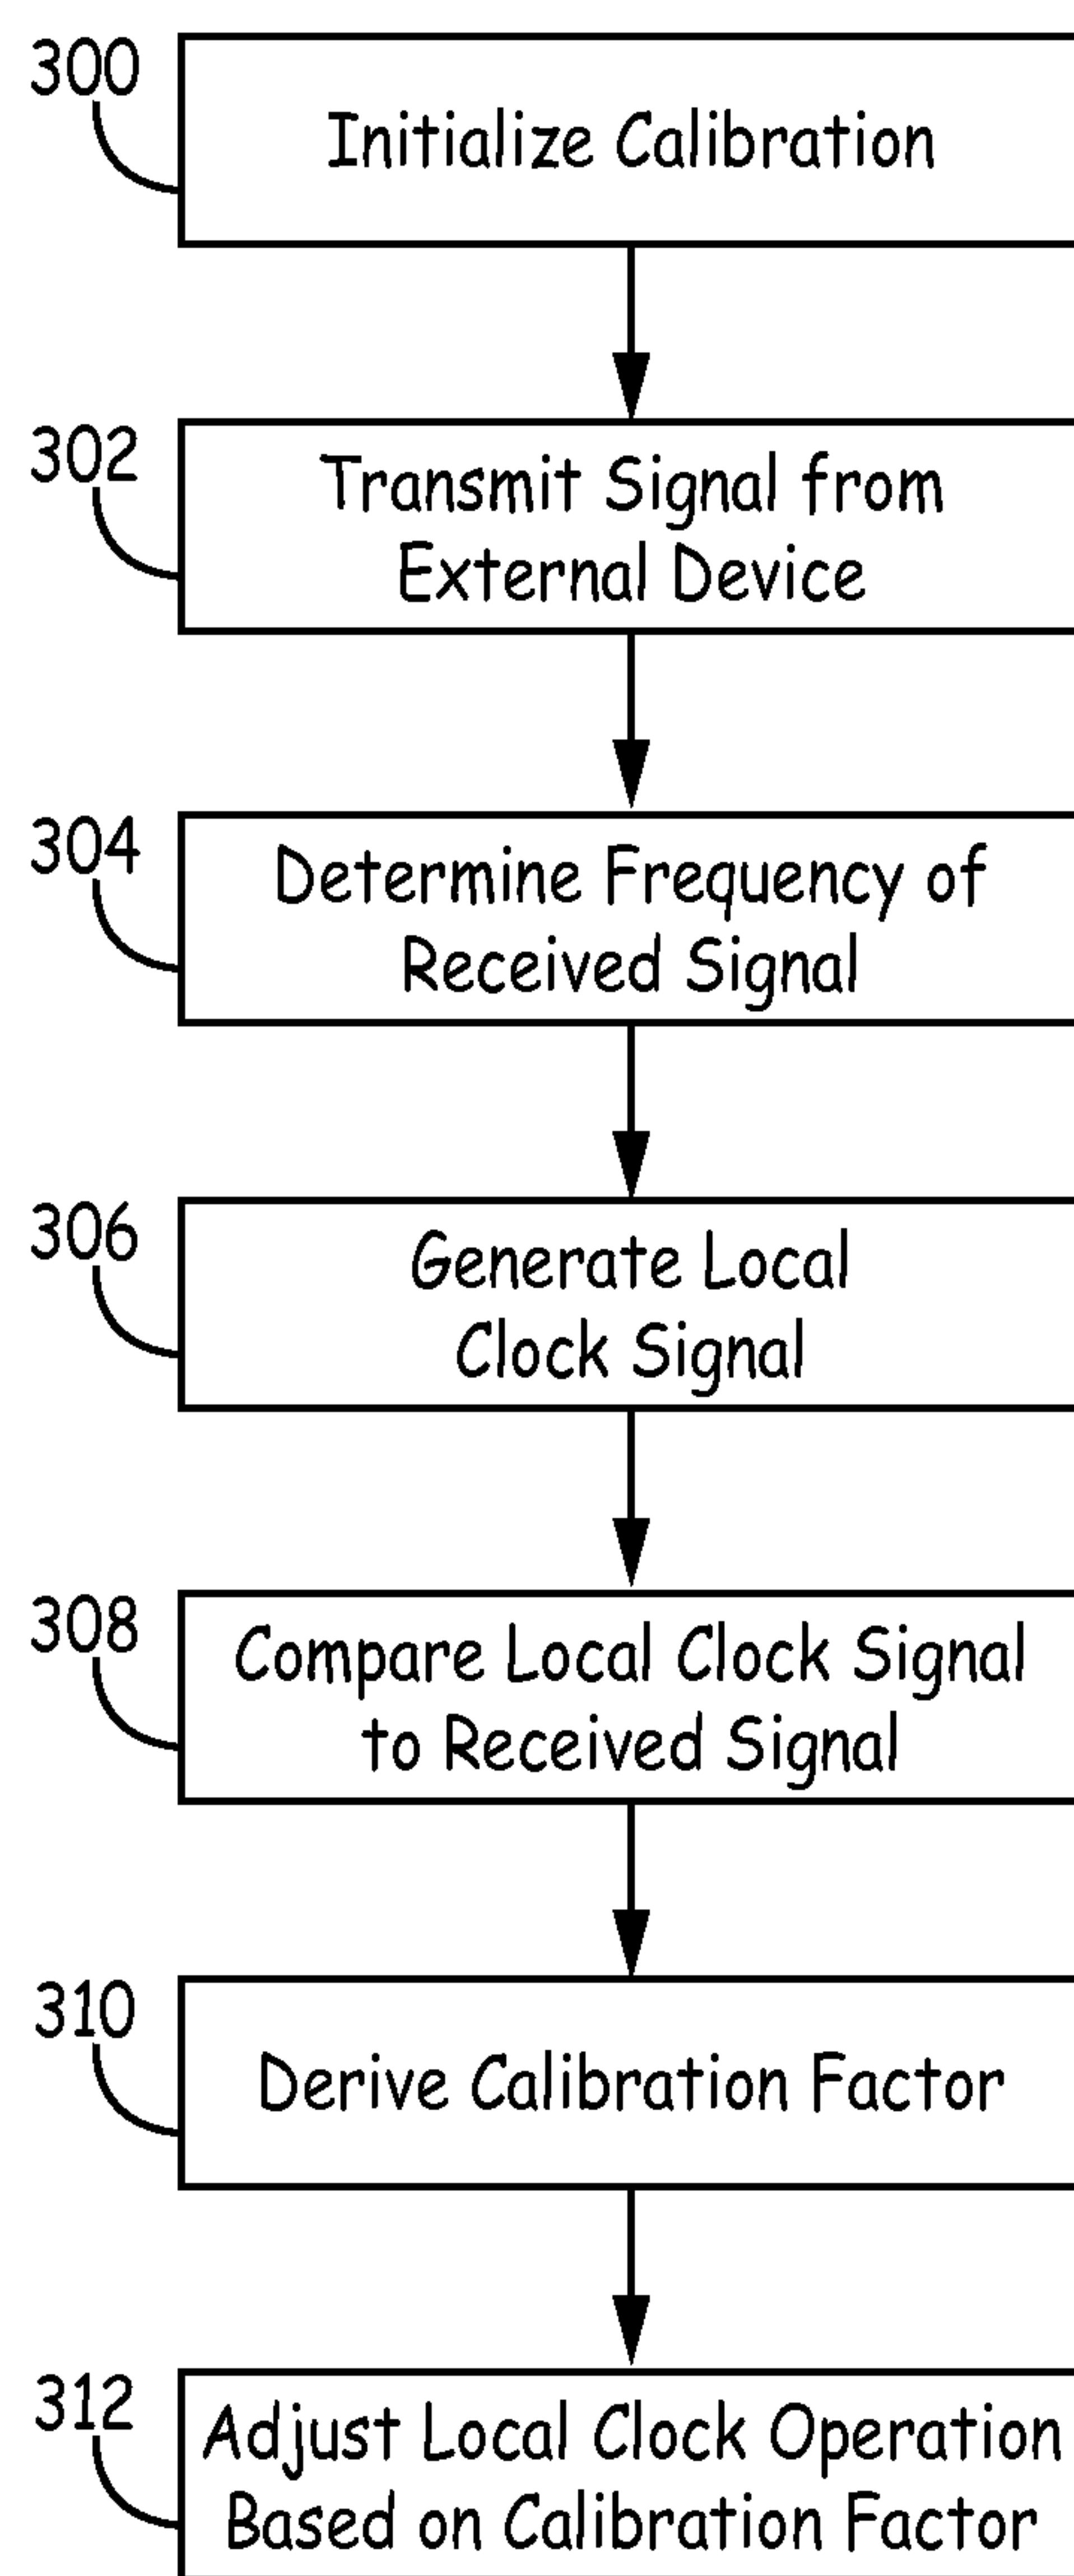 300
Initialize Calibration
302
Transmit Signal from
External Device
304
Determine Frequency of
Received Signal
306
Generate Local
Clock Signal
308
Compare Local Clock Signal
to Received Signal
310
Derive Calibration Factor
312
Adjust Local Clock Operation
Based on Calibration Factor